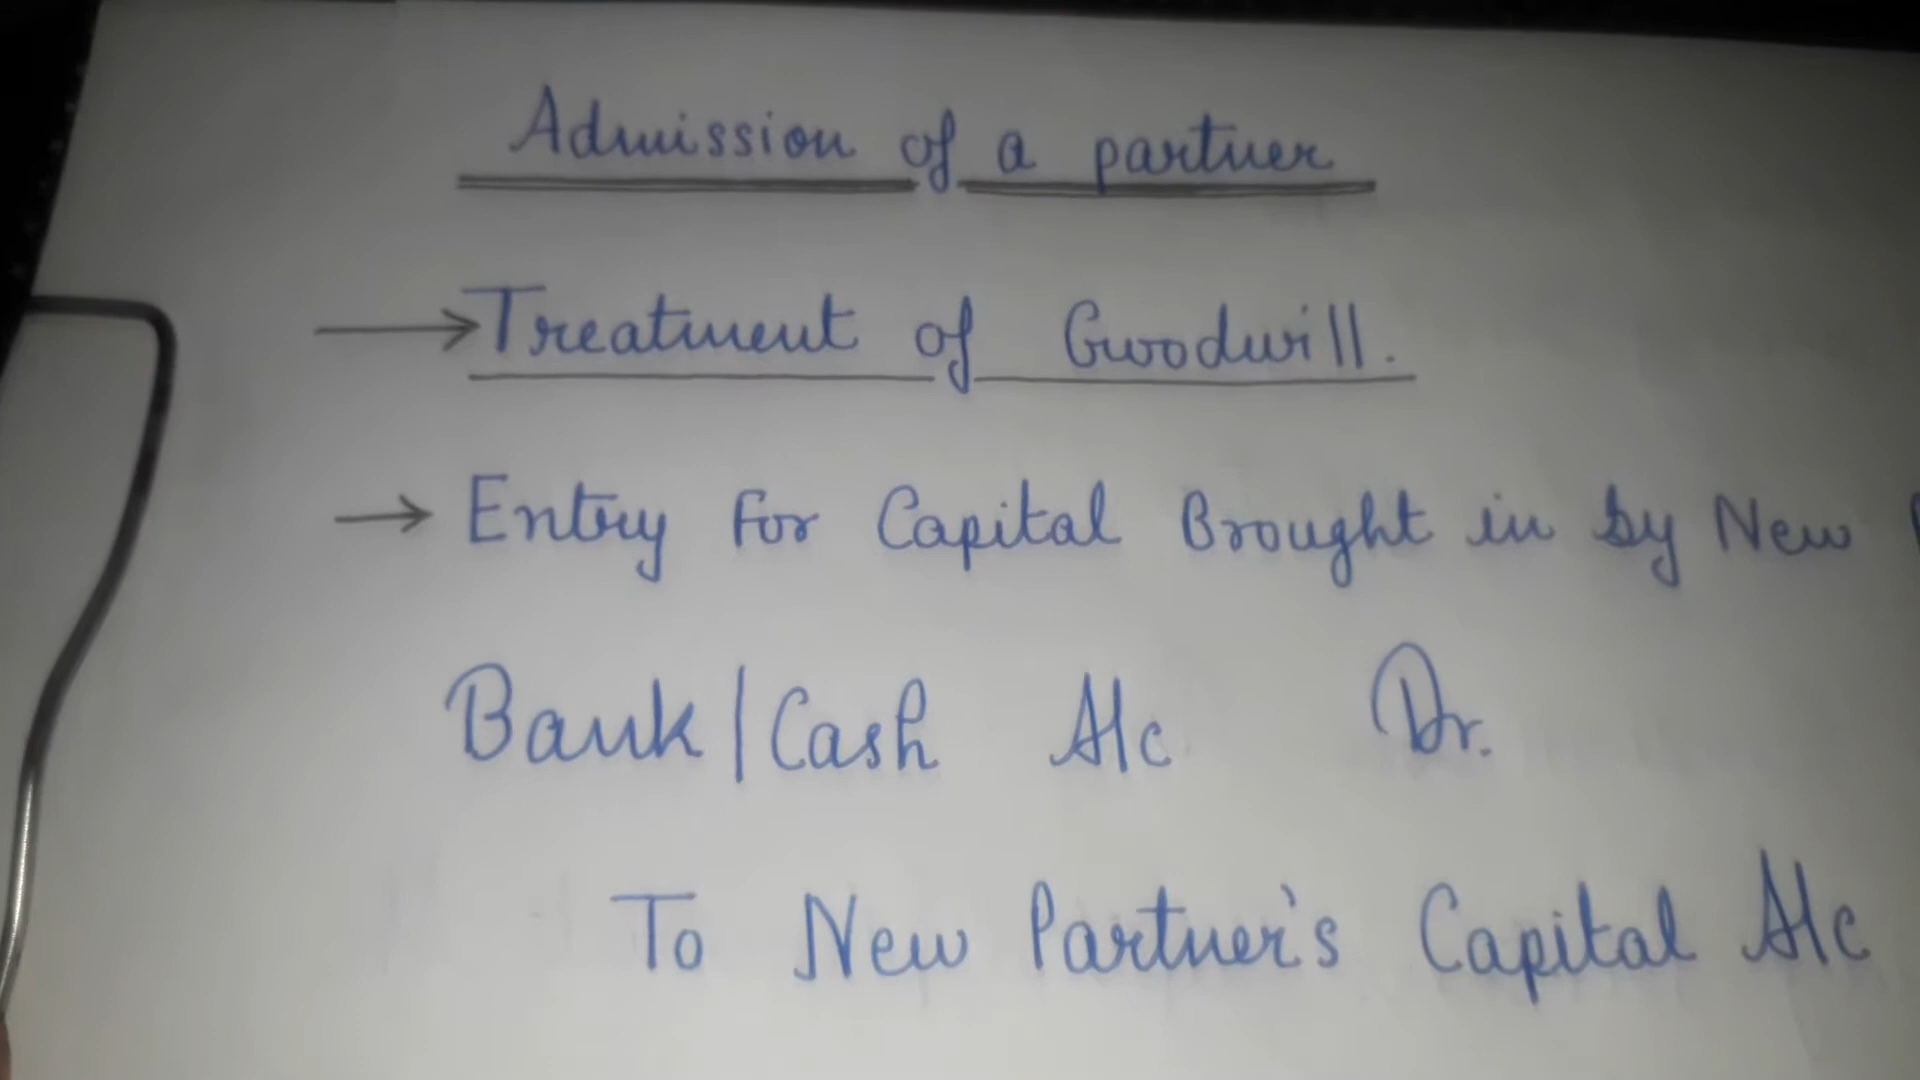 Admission of a partner
→ Treatment of Goodwill.
→ Entry For Capital Brought in by New
Bank/Cash A/c Dr.
To New Partner's Capital A/c